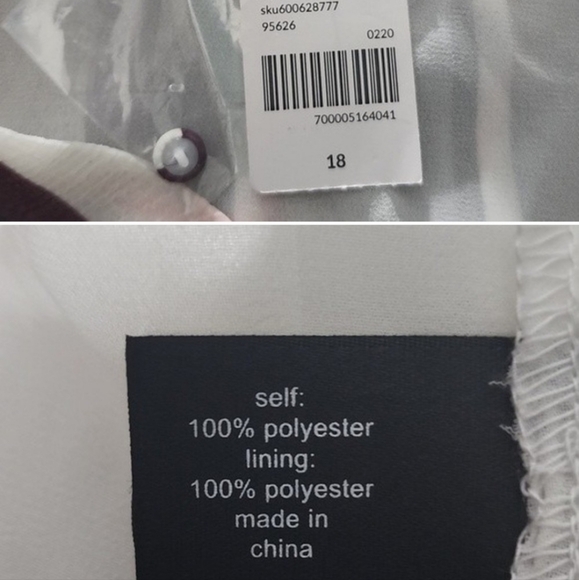 sku600628777
95626
0220
700005164041
18
self:
100% polyester
lining:
100% polyester
made in
china